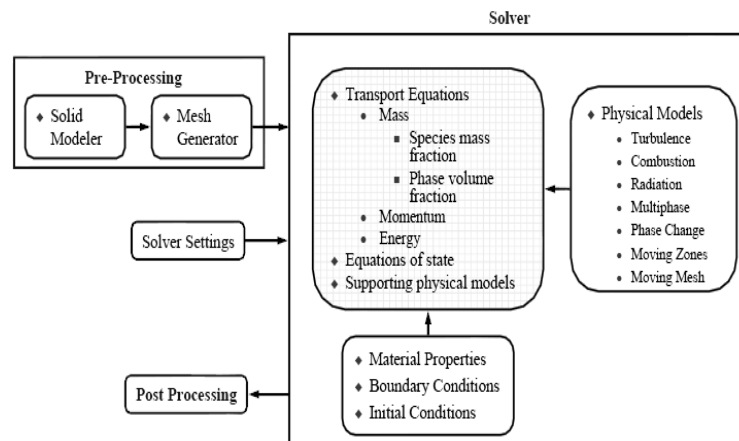 Solver
Pre-Processing
◆ Solid
Modeler
◆ Mesh
Generator
Solver Settings
Post Processing
◆ Transport Equations
• Mass
▪ Species mass
fraction
▪ Phase volume
fraction
• Momentum
• Energy
◆ Equations of state
◆ Supporting physical models
◆ Physical Models
• Turbulence
• Combustion
• Radiation
• Multiphase
• Phase Change
• Moving Zones
• Moving Mesh
◆ Material Properties
◆ Boundary Conditions
◆ Initial Conditions